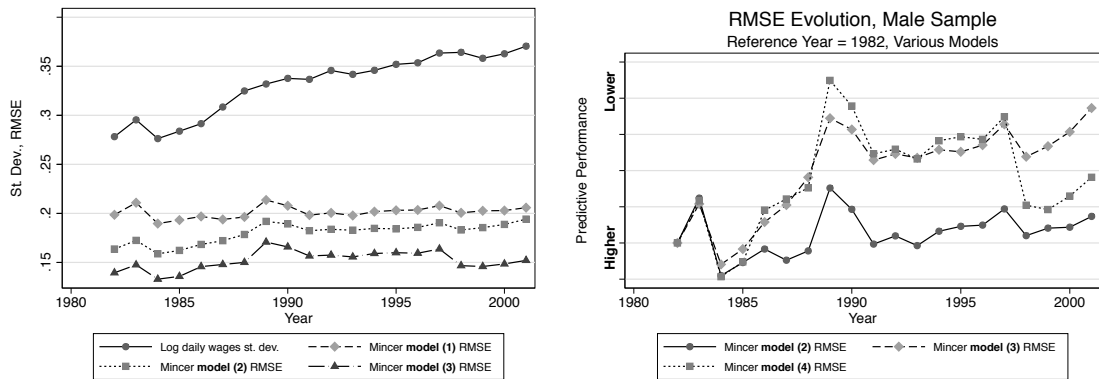 St. Dev., RMSE
.35
.3
.25
.2
.15
1980
1985
1990
1995
2000
Year
Log daily wages st. dev.
Mincer model (1) RMSE
Mincer model (2) RMSE
Mincer model (3) RMSE
RMSE Evolution, Male Sample
Reference Year = 1982, Various Models
Predictive Performance
Lower
Higher
1980
1985
1990
1995
2000
Year
Mincer model (2) RMSE
Mincer model (3) RMSE
Mincer model (4) RMSE